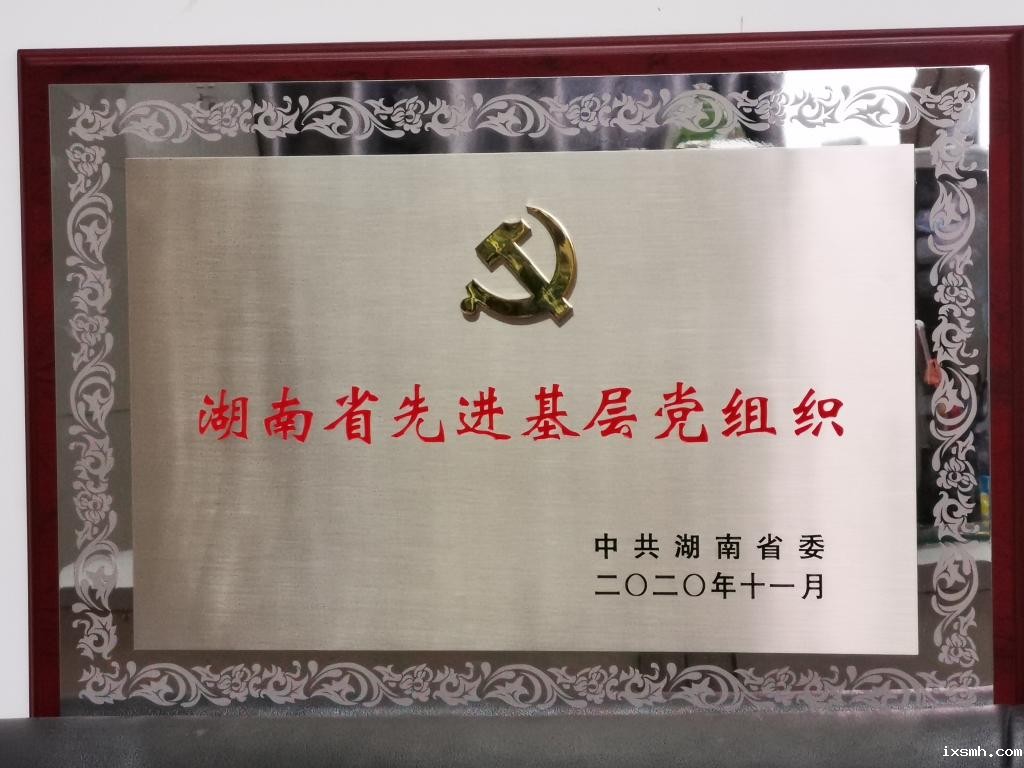 湖南省先进基层党组织
中共湖南省委
二〇二〇年十一月
ixsmh.com